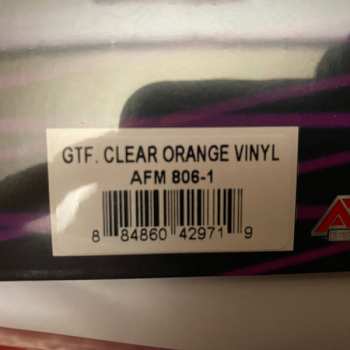 GTF. CLEAR ORANGE VINYL
AFM 806-1
8 84860 42971 9